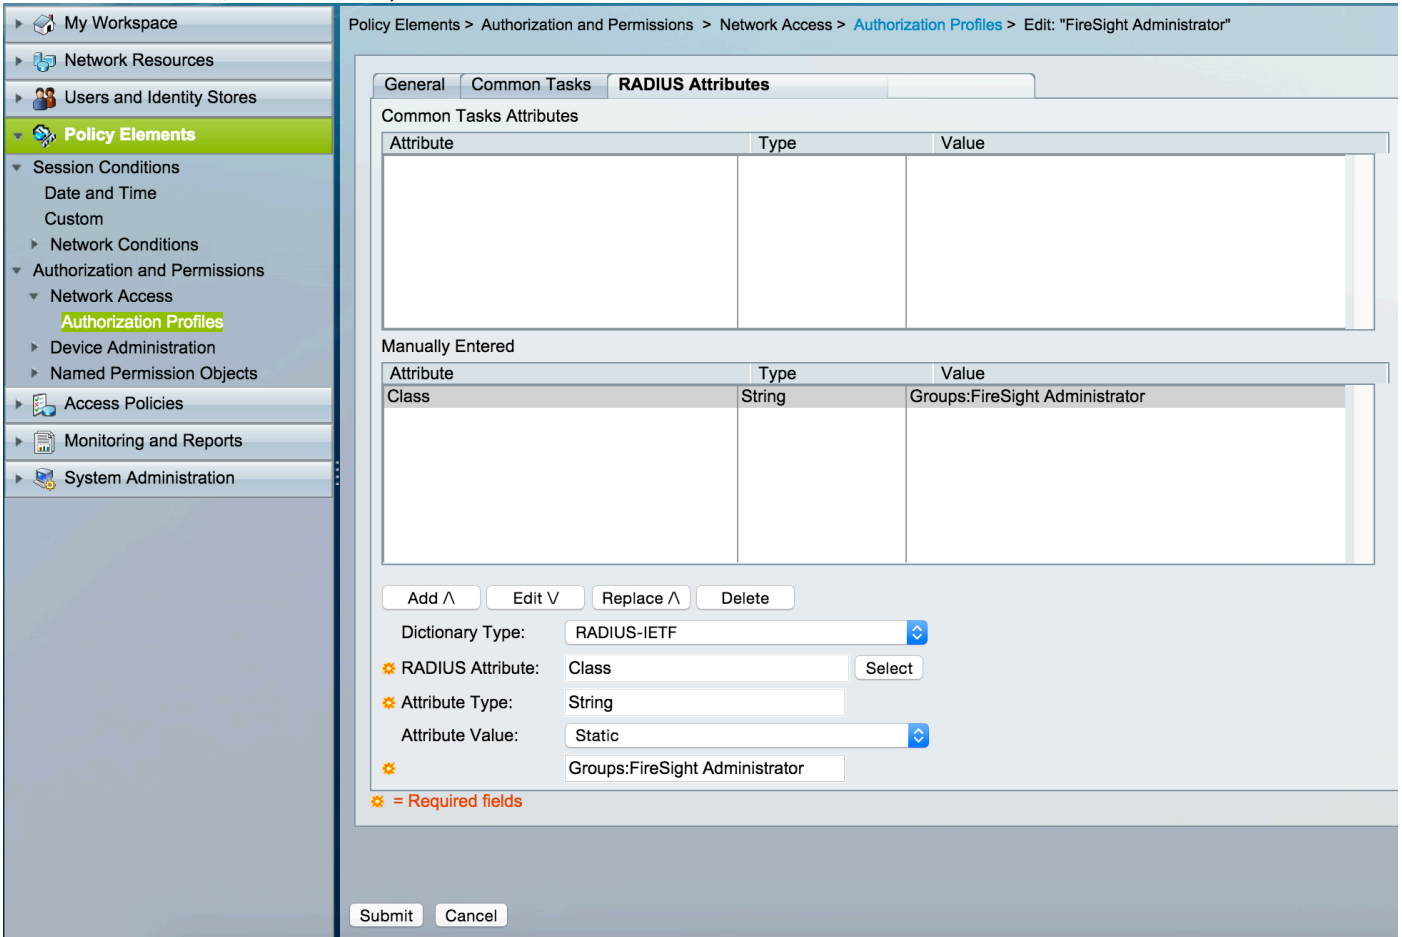 My Workspace
Network Resources
Users and Identity Stores
Policy Elements
Session Conditions
Date and Time
Custom
Network Conditions
Authorization and Permissions
Network Access
Authorization Profiles
Device Administration
Named Permission Objects
Access Policies
Monitoring and Reports
System Administration
Policy Elements > Authorization and Permissions > Network Access > Authorization Profiles > Edit: "FireSight Administrator"
General Common Tasks RADIUS Attributes
Common Tasks Attributes
Attribute Type Value
Manually Entered
Attribute Type Value
Class String Groups:FireSight Administrator
Add /\ Edit \/ Replace /\ Delete
Dictionary Type: RADIUS-IETF
RADIUS Attribute: Class Select
Attribute Type: String
Attribute Value: Static
Groups:FireSight Administrator
= Required fields
Submit Cancel